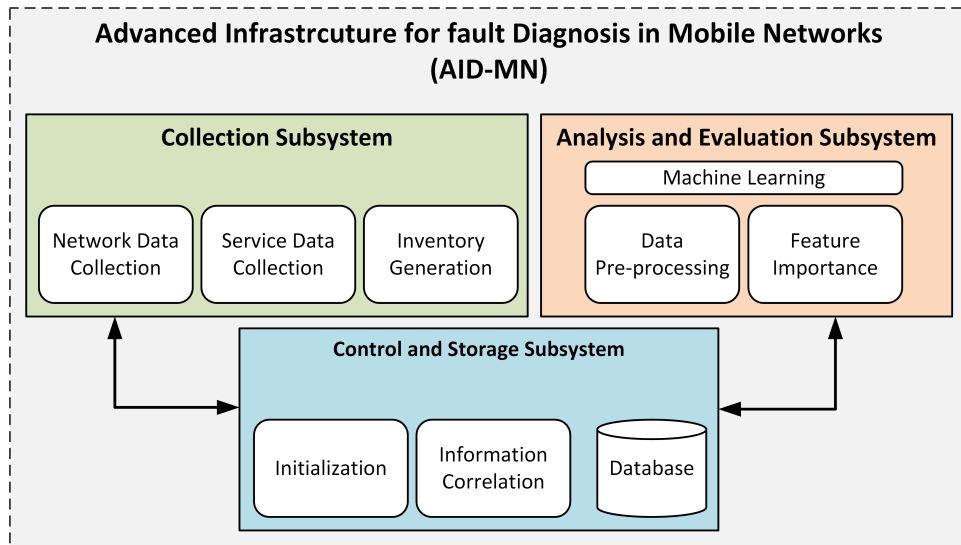 Advanced Infrastrcuture for fault Diagnosis in Mobile Networks
(AID-MN)
Collection Subsystem
Network Data
Collection
Service Data
Collection
Inventory
Generation
Analysis and Evaluation Subsystem
Machine Learning
Data
Pre-processing
Feature
Importance
Control and Storage Subsystem
Initialization
Information
Correlation
Database